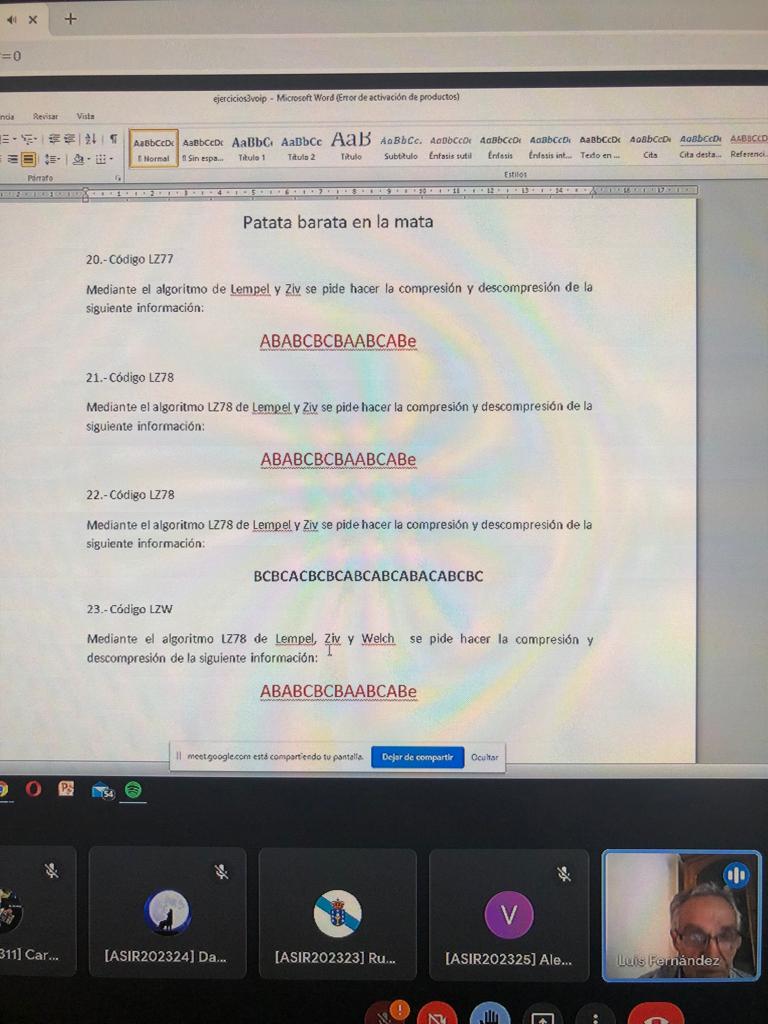 =0
ejercicios3voip - Microsoft Word (Error de activación de productos)
ncia Revisar Vista
AaBbCcDc AaBbCcDc AaBbC AaBbCc AaB AaBbCc. AaBbCcDc AaBbCcDc AaBbCcDc AaBbCcDc AaBbCcDc AaBbCcDc AABBCCD
¶ Normal ¶ Sin espa... Título 1 Título 2 Título Subtítulo Énfasis sutil Énfasis Énfasis int... Texto en ... Cita Cita desta... Referenci...
Párrafo Estilos
Patata barata en la mata
20.- Código LZ77
Mediante el algoritmo de Lempel y Ziv se pide hacer la compresión y descompresión de la
siguiente información:
ABABCBCBAABCABe
21.- Código LZ78
Mediante el algoritmo LZ78 de Lempel y Ziv se pide hacer la compresión y descompresión de la
siguiente información:
ABABCBCBAABCABe
22.- Código LZ78
Mediante el algoritmo LZ78 de Lempel y Ziv se pide hacer la compresión y descompresión de la
siguiente información:
BCBCACBCBCABCABCABACABCBC
23.- Código LZW
Mediante el algoritmo LZ78 de Lempel, Ziv y Welch se pide hacer la compresión y
descompresión de la siguiente información:
ABABCBCBAABCABe
meet.google.com está compartiendo tu pantalla. Dejar de compartir Ocultar
54
V
311] Car... [ASIR202324] Da... [ASIR202323] Ru... [ASIR202325] Ale... Luis Fernández